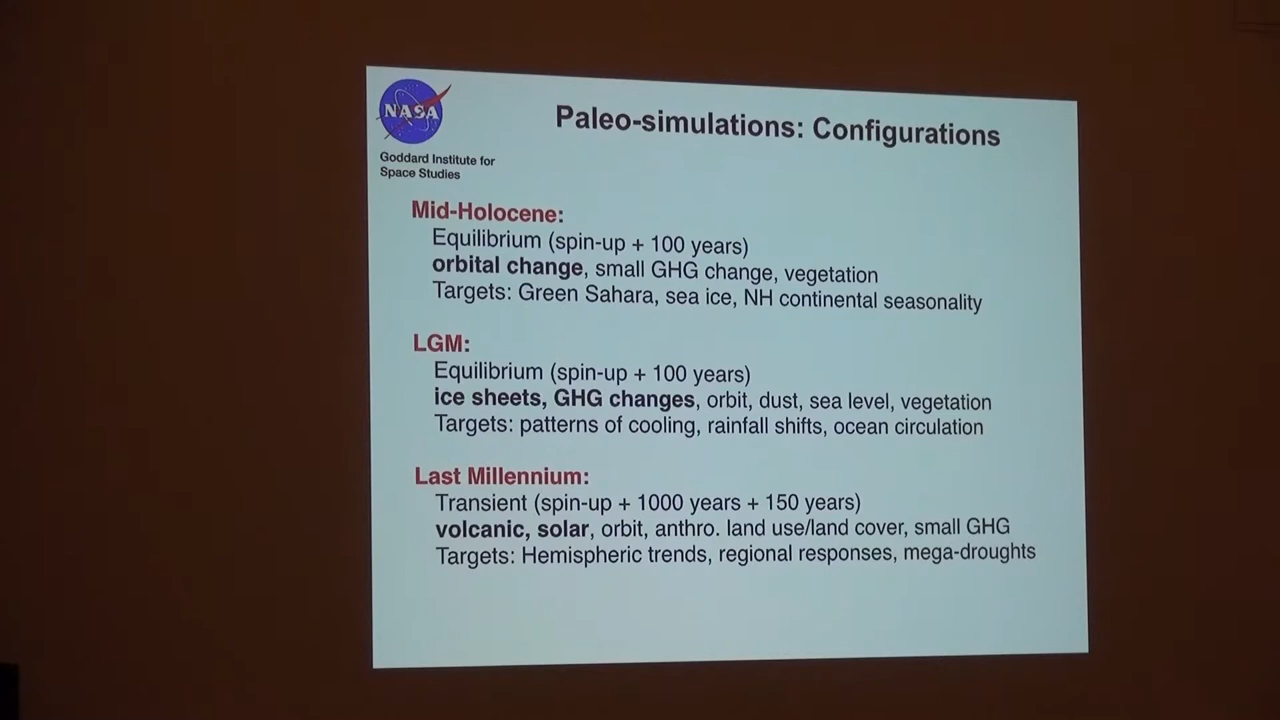 NASA
Goddard Institute for
Space Studies
Paleo-simulations: Configurations
Mid-Holocene:
Equilibrium (spin-up + 100 years)
orbital change, small GHG change, vegetation
Targets: Green Sahara, sea ice, NH continental seasonality
LGM:
Equilibrium (spin-up + 100 years)
ice sheets, GHG changes, orbit, dust, sea level, vegetation
Targets: patterns of cooling, rainfall shifts, ocean circulation
Last Millennium:
Transient (spin-up + 1000 years + 150 years)
volcanic, solar, orbit, anthro. land use/land cover, small GHG
Targets: Hemispheric trends, regional responses, mega-droughts